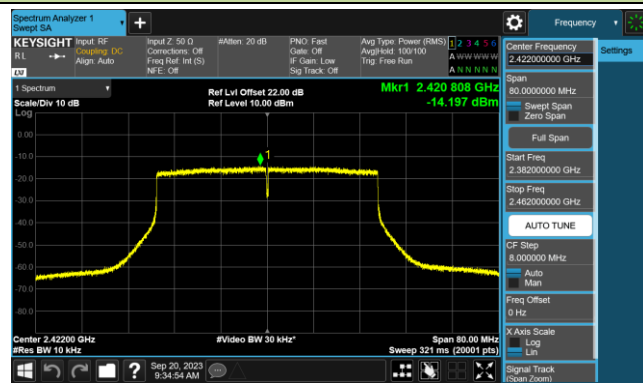 Spectrum Analyzer 1
Swept SA
Frequency
KEYSIGHT
Input: RF
Coupling: DC
Align: Auto
Input Z: 50 Ω
Corrections: Off
Freq Ref: Int (S)
NFE: Off
#Atten: 20 dB
PNO: Fast
Gate: Off
IF Gain: Low
Sig Track: Off
Avg Type: Power (RMS)
Avg|Hold: 100/100
Trig: Free Run
1 2 3 4 5 6
A W W W W W
A N N N N N
R L
LXI
1 Spectrum
Scale/Div 10 dB
Ref Lvl Offset 22.00 dB
Ref Level 10.00 dBm
Mkr1 2.420 808 GHz
-14.197 dBm
Log
0.00
-10.0
-20.0
-30.0
-40.0
-50.0
-60.0
-70.0
-80.0
1
Center 2.42200 GHz
#Res BW 10 kHz
#Video BW 30 kHz*
Span 80.00 MHz
Sweep 321 ms (20001 pts)
Sep 20, 2023
9:34:54 AM
Center Frequency
2.422000000 GHz
Settings
Span
80.0000000 MHz
Swept Span
Zero Span
Full Span
Start Freq
2.382000000 GHz
Stop Freq
2.462000000 GHz
AUTO TUNE
CF Step
8.000000 MHz
Auto
Man
Freq Offset
0 Hz
X Axis Scale
Log
Lin
Signal Track
(Span Zoom)